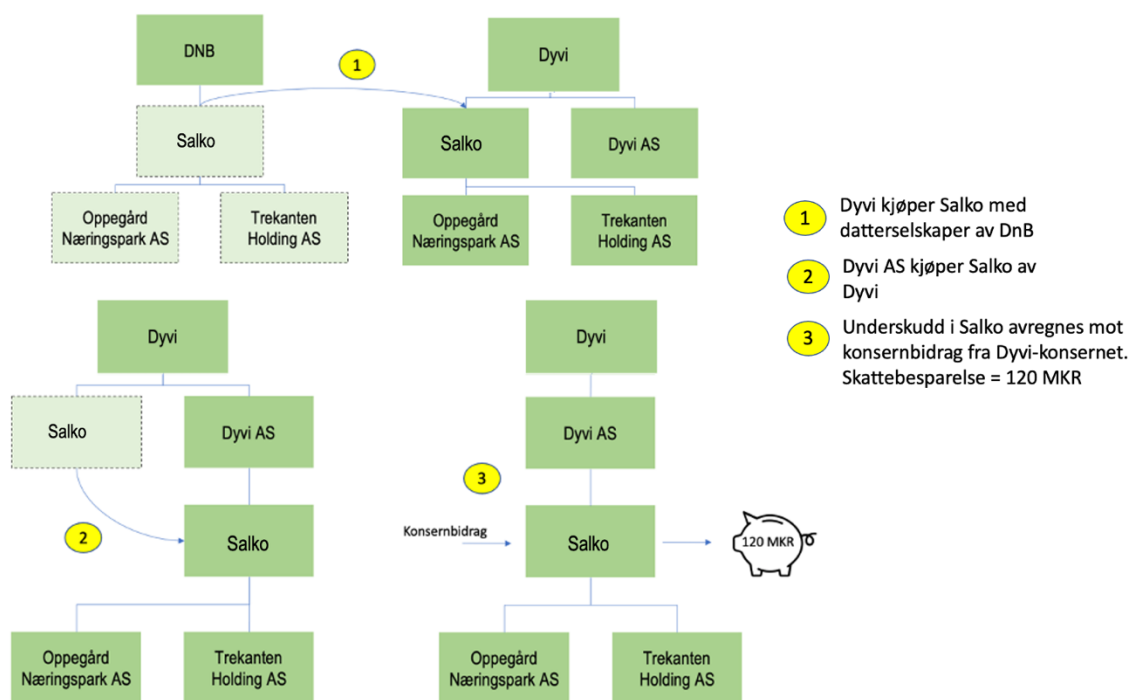 DNB
1
Dyvi
Salko
Salko
Dyvi AS
Oppegård
Næringspark AS
Trekanten
Holding AS
Oppegård
Næringspark AS
Trekanten
Holding AS
1
Dyvi kjøper Salko med
datterselskaper av DnB
2
Dyvi AS kjøper Salko av
Dyvi
3
Underskudd i Salko avregnes mot
konsernbidrag fra Dyvi-konsernet.
Skattebesparelse = 120 MKR
Dyvi
Salko
Dyvi AS
2
Salko
Oppegård
Næringspark AS
Trekanten
Holding AS
Dyvi
Dyvi AS
3
Konsernbidrag
Salko
120 MKR
Oppegård
Næringspark AS
Trekanten
Holding AS